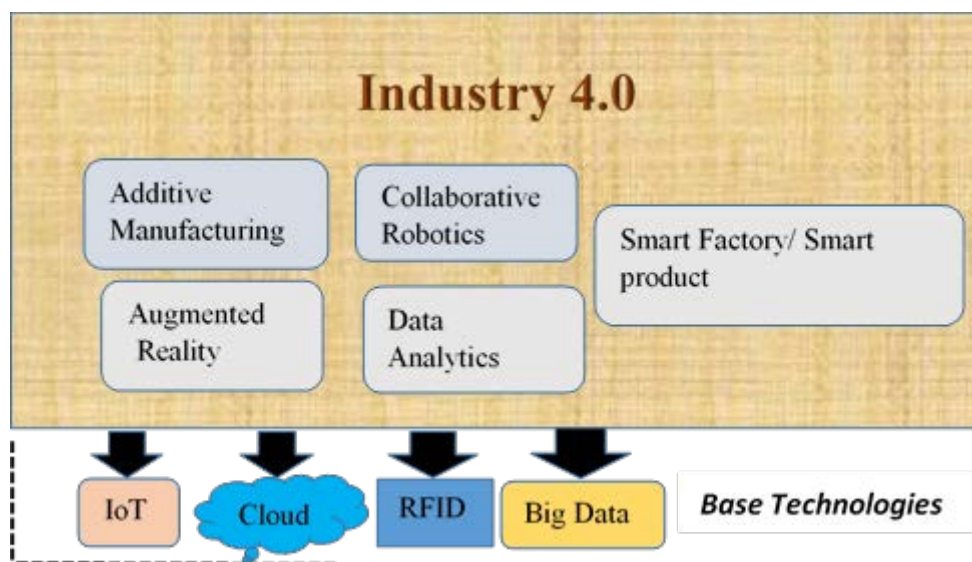 Industry 4.0
Additive
Manufacturing
Collaborative
Robotics
Smart Factory/ Smart
product
Augmented
Reality
Data
Analytics
IoT
Cloud
RFID
Big Data
Base Technologies